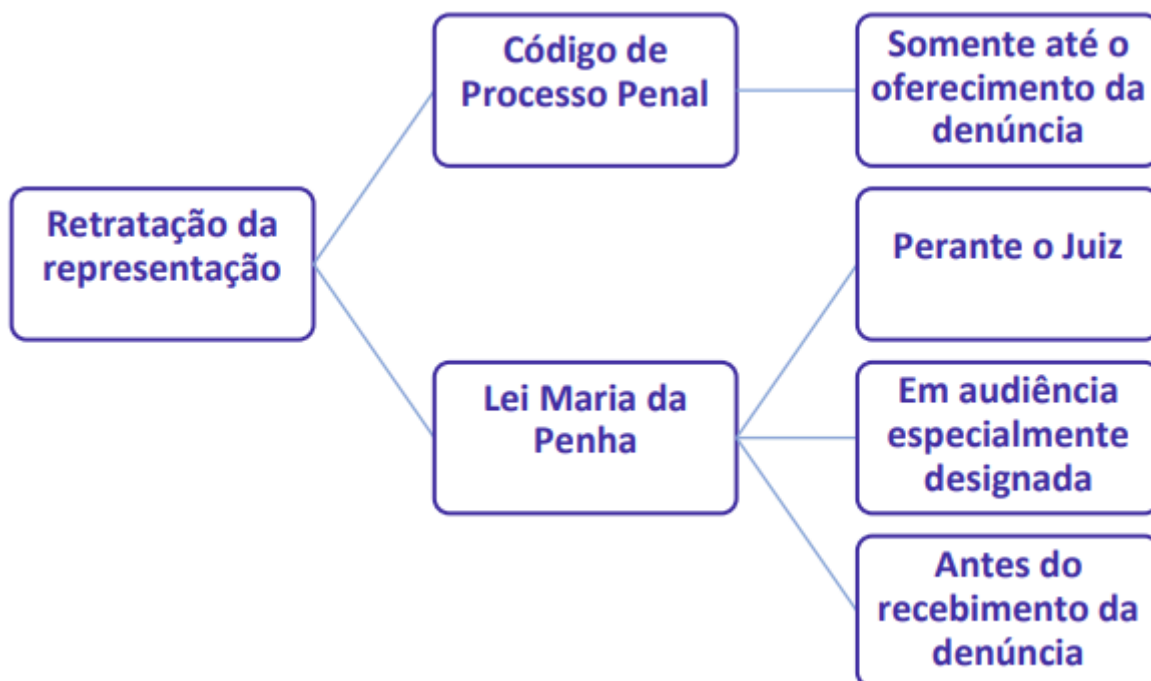 Retratação da
representação
Código de
Processo Penal
Somente até o
oferecimento da
denúncia
Lei Maria da
Penha
Perante o Juiz
Em audiência
especialmente
designada
Antes do
recebimento da
denúncia